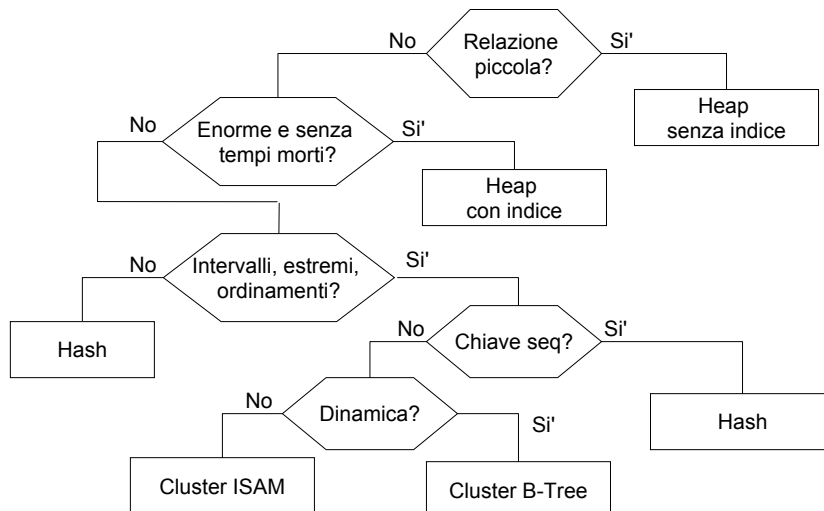 No
Relazione
piccola?
Si'
Heap
senza indice
No
Enorme e senza
tempi morti?
Si'
Heap
con indice
No
Intervalli, estremi,
ordinamenti?
Si'
Hash
No
Chiave seq?
Si'
Hash
No
Dinamica?
Si'
Cluster ISAM
Cluster B-Tree